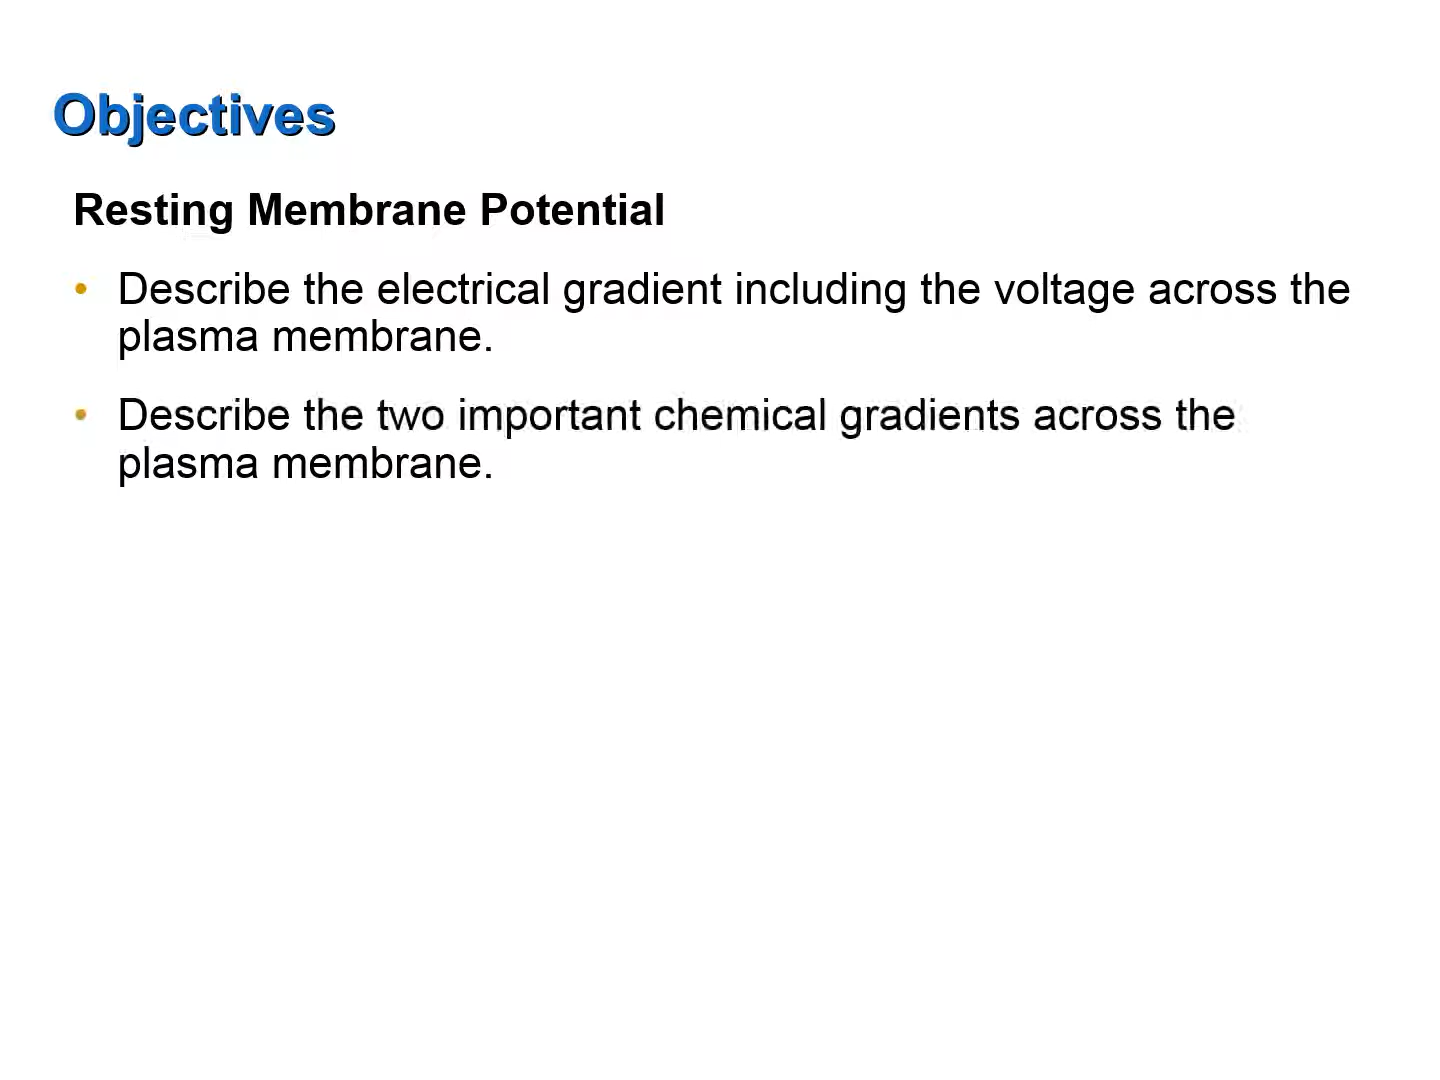 Objectives
Resting Membrane Potential
• Describe the electrical gradient including the voltage across the
plasma membrane.
• Describe the two important chemical gradients across the
plasma membrane.